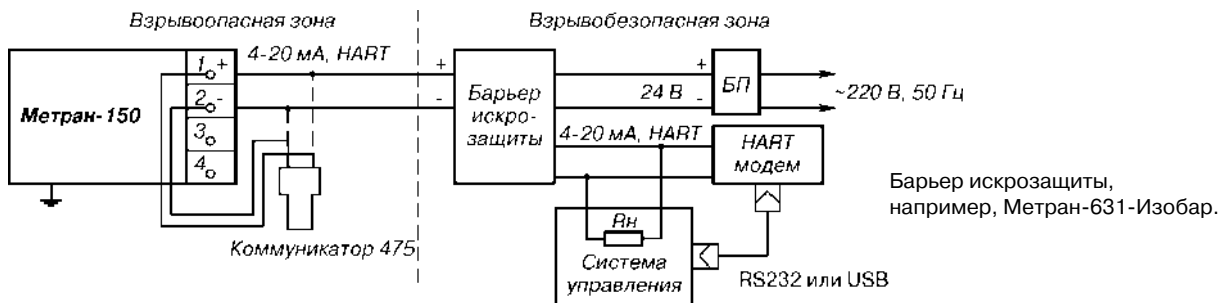 Взрывоопасная зона
Взрывобезопасная зона
Метран-150
1 +
2 -
3
4
4-20 мА, HART
+
-
Барьер
искро-
защиты
+
24 В
-
БП
~220 В, 50 Гц
4-20 мА, HART
HART
модем
Коммуникатор 475
Rн
Система
управления
RS232 или USB
Барьер искрозащиты,
например, Метран-631-Изобар.